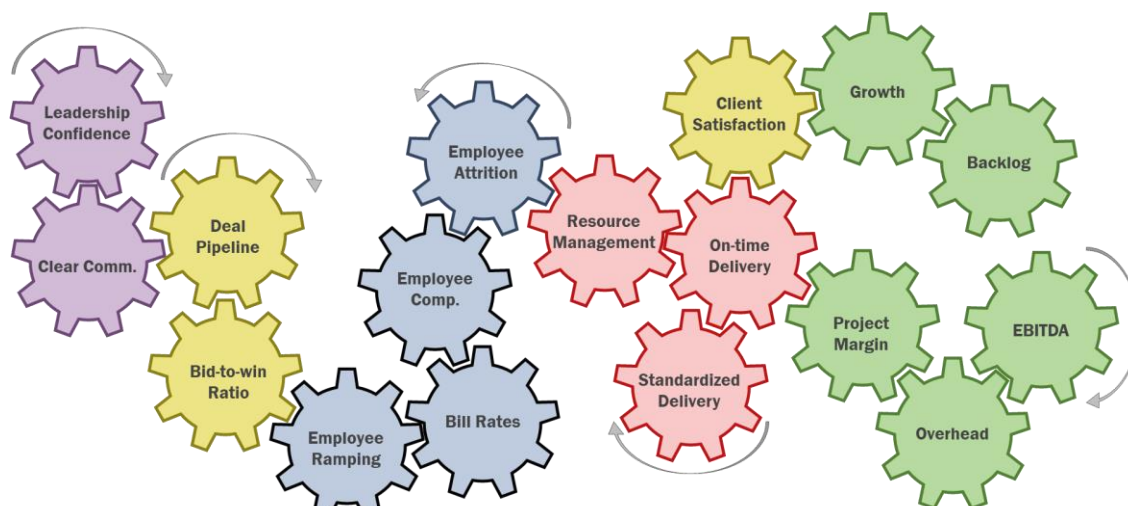 Leadership
Confidence
Clear Comm.
Deal
Pipeline
Bid-to-win
Ratio
Employee
Ramping
Bill Rates
Employee
Comp.
Employee
Attrition
Resource
Management
On-time
Delivery
Standardized
Delivery
Client
Satisfaction
Growth
Backlog
Project
Margin
Overhead
EBITDA